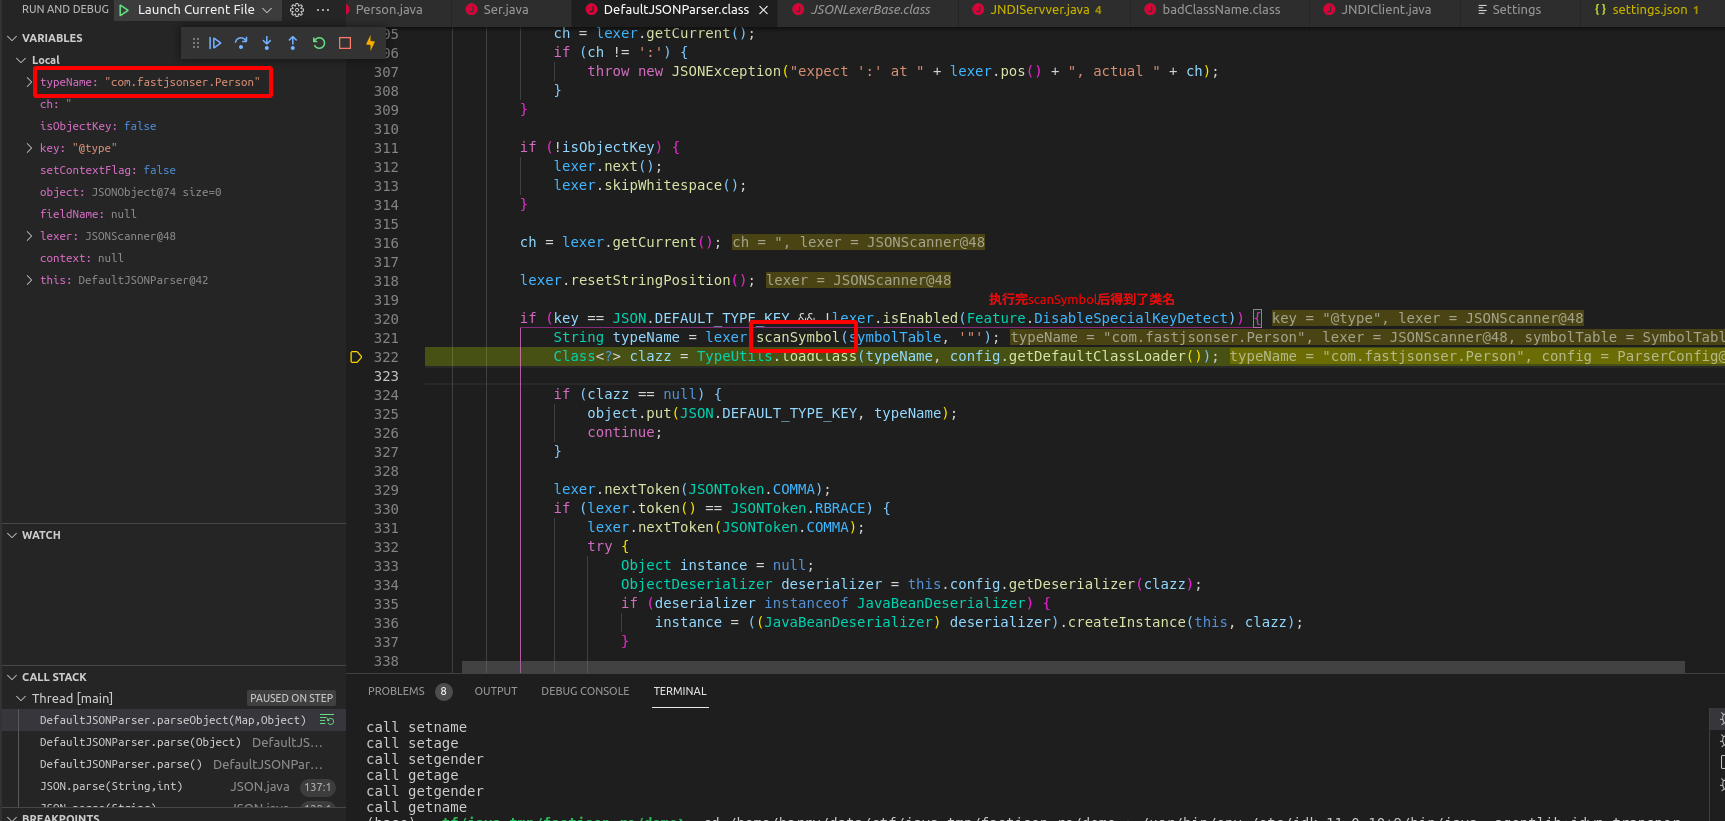 RUN AND DEBUG Launch Current File ···
Person.java Ser.java DefaultJSONParser.class JSONLexerBase.class JNDIServver.java 4 badClassName.class JNDIClient.java Settings {} settings.json 1
VARIABLES
Local
typeName: "com.fastjsonser.Person"
ch: "
isObjectKey: false
key: "@type"
setContextFlag: false
object: JSONObject@74 size=0
fieldName: null
lexer: JSONScanner@48
context: null
this: DefaultJSONParser@42
WATCH
CALL STACK
Thread [main] PAUSED ON STEP
DefaultJSONParser.parseObject(Map,Object)
DefaultJSONParser.parse(Object) DefaultJS...
DefaultJSONParser.parse() DefaultJSONPar...
JSON.parse(String,int) JSON.java 137:1
JSON.parse(String) JSON.java
BREAKPOINTS
05 ch = lexer.getCurrent();
06 if (ch != ':') {
307 throw new JSONException("expect ':' at " + lexer.pos() + ", actual " + ch);
308 }
309 }
310
311 if (!isObjectKey) {
312 lexer.next();
313 lexer.skipWhitespace();
314 }
315
316 ch = lexer.getCurrent(); ch = ", lexer = JSONScanner@48
317
318 lexer.resetStringPosition(); lexer = JSONScanner@48
319 执行完scanSymbol后得到了类名
320 if (key == JSON.DEFAULT_TYPE_KEY && !lexer.isEnabled(Feature.DisableSpecialKeyDetect)) { key = "@type", lexer = JSONScanner@48
321 String typeName = lexer.scanSymbol(symbolTable, '"'); typeName = "com.fastjsonser.Person", lexer = JSONScanner@48, symbolTable = SymbolTabl
322 Class<?> clazz = TypeUtils.loadClass(typeName, config.getDefaultClassLoader()); typeName = "com.fastjsonser.Person", config = ParserConfig@
323
324 if (clazz == null) {
325 object.put(JSON.DEFAULT_TYPE_KEY, typeName);
326 continue;
327 }
328
329 lexer.nextToken(JSONToken.COMMA);
330 if (lexer.token() == JSONToken.RBRACE) {
331 lexer.nextToken(JSONToken.COMMA);
332 try {
333 Object instance = null;
334 ObjectDeserializer deserializer = this.config.getDeserializer(clazz);
335 if (deserializer instanceof JavaBeanDeserializer) {
336 instance = ((JavaBeanDeserializer) deserializer).createInstance(this, clazz);
337 }
338
PROBLEMS 8 OUTPUT DEBUG CONSOLE TERMINAL
call setname
call setage
call setgender
call getage
call getgender
call getname